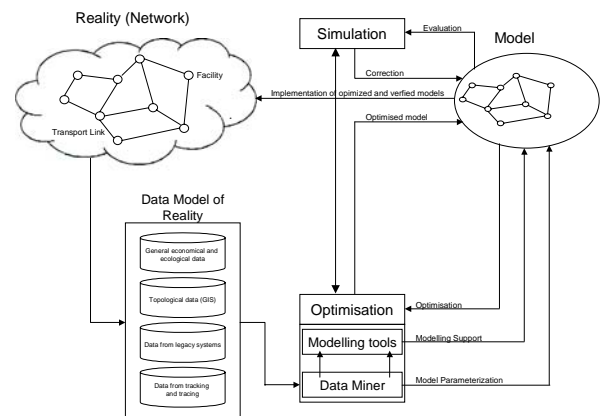 Reality (Network)
Facility
Transport Link
Simulation
Evaluation
Model
Correction
Implementation of opimized and verfied models
Optimised model
Data Model of
Reality
General economical and
ecological data
Topological data (GIS)
Data from legacy systems
Data from tracking
and tracing
Optimisation
Optimisation
Modelling tools
Modelling Support
Data Miner
Model Parameterization